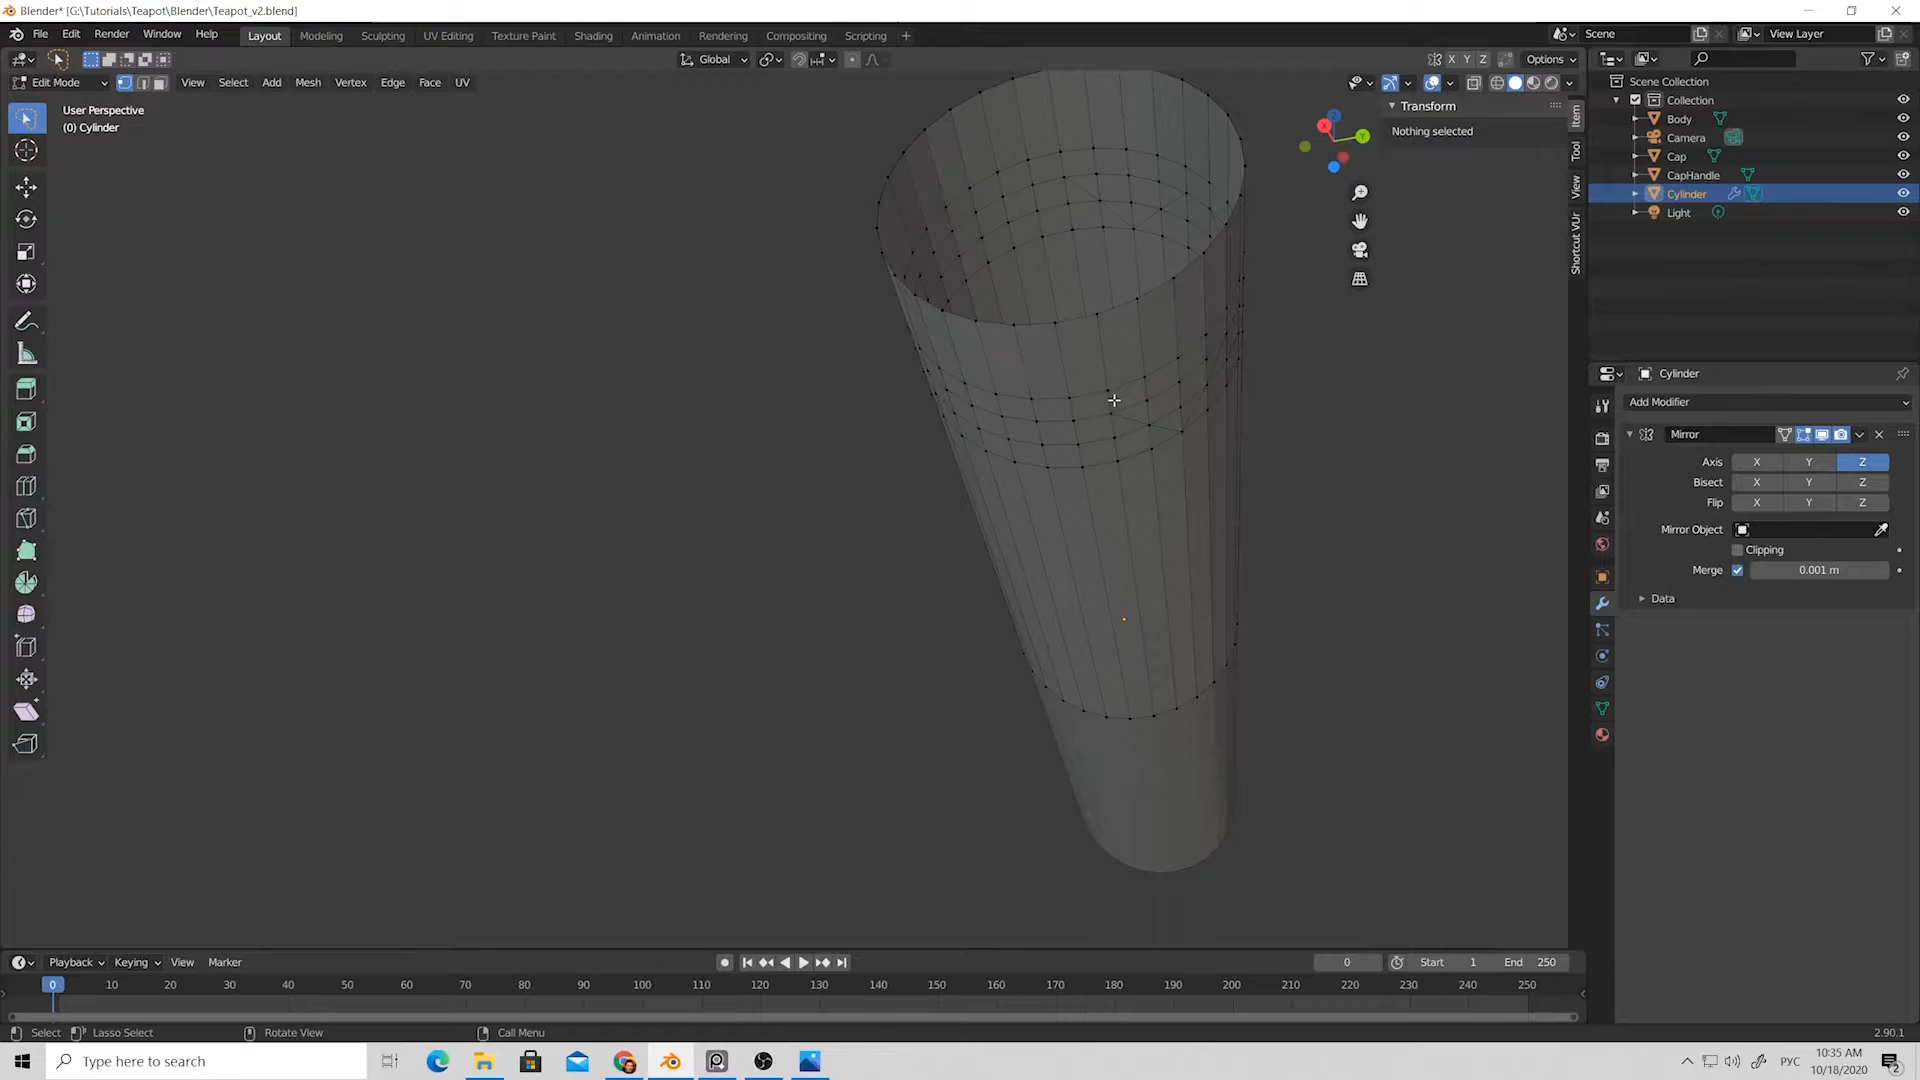 Blender* [G:\Tutorials\Teapot\Blender\Teapot_v2.blend]
File Edit Render Window Help Layout Modeling Sculpting UV Editing Texture Paint Shading Animation Rendering Compositing Scripting + Scene View Layer
Global X Y Z Options
Edit Mode View Select Add Mesh Vertex Edge Face UV
User Perspective
(0) Cylinder
Transform
Nothing selected
Item
Tool
View
Shortcut VUr
X
Y
Scene Collection
Collection
Body
Camera
Cap
CapHandle
Cylinder
Light
Cylinder
Add Modifier
Mirror
Axis X Y Z
Bisect X Y Z
Flip X Y Z
Mirror Object
Clipping
Merge 0.001 m
Data
Playback Keying View Marker 0 Start 1 End 250
0 10 20 30 40 50 60 70 80 90 100 110 120 130 140 150 160 170 180 190 200 210 220 230 240 250
Select Lasso Select Rotate View Call Menu 2.90.1
Type here to search РУС 10:35 AM
10/18/2020 2